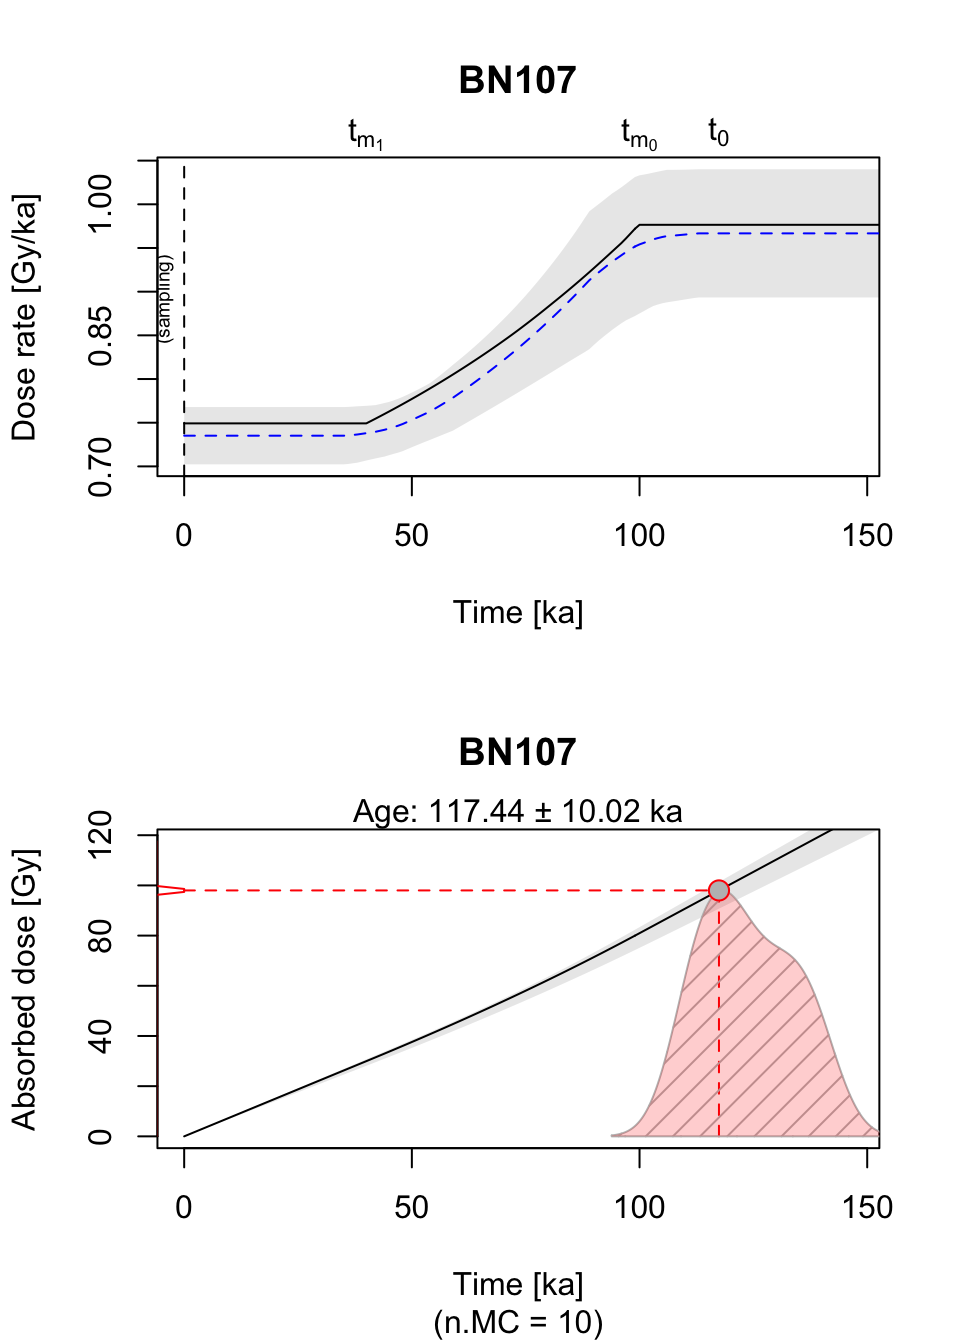 BN107
tm1 tm0 t0
Dose rate [Gy/ka]
1.00
0.85
0.70
(sampling)
0 50 100 150
Time [ka]
BN107
Age: 117.44 ± 10.02 ka
Absorbed dose [Gy]
120
80
40
0
0 50 100 150
Time [ka]
(n.MC = 10)